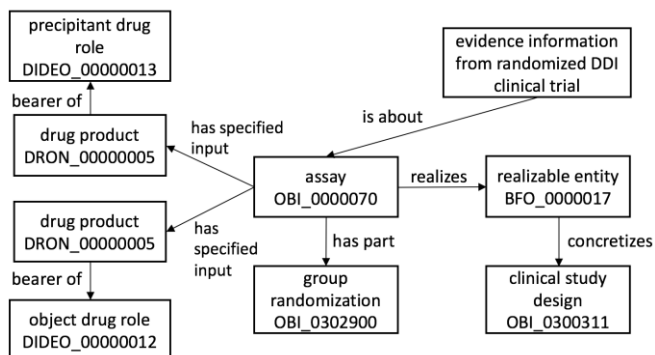 precipitant drug
role
DIDEO_00000013
bearer of
drug product
DRON_00000005
has specified
input
drug product
DRON_00000005
has
specified
input
bearer of
object drug role
DIDEO_00000012
evidence information
from randomized DDI
clinical trial
is about
assay
OBI_0000070
realizes
realizable entity
BFO_0000017
has part
concretizes
group
randomization
OBI_0302900
clinical study
design
OBI_0300311